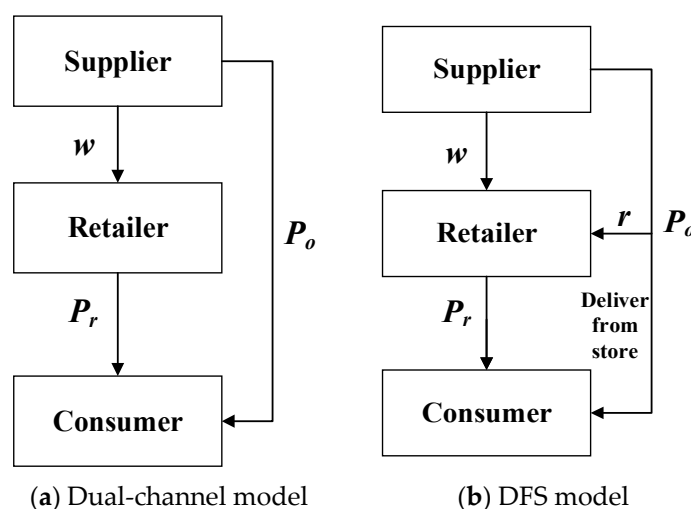 Supplier
w
Retailer
P_o
P_r
Consumer
(a) Dual-channel model
Supplier
w
Retailer
r
P_o
P_r
Deliver
from
store
Consumer
(b) DFS model